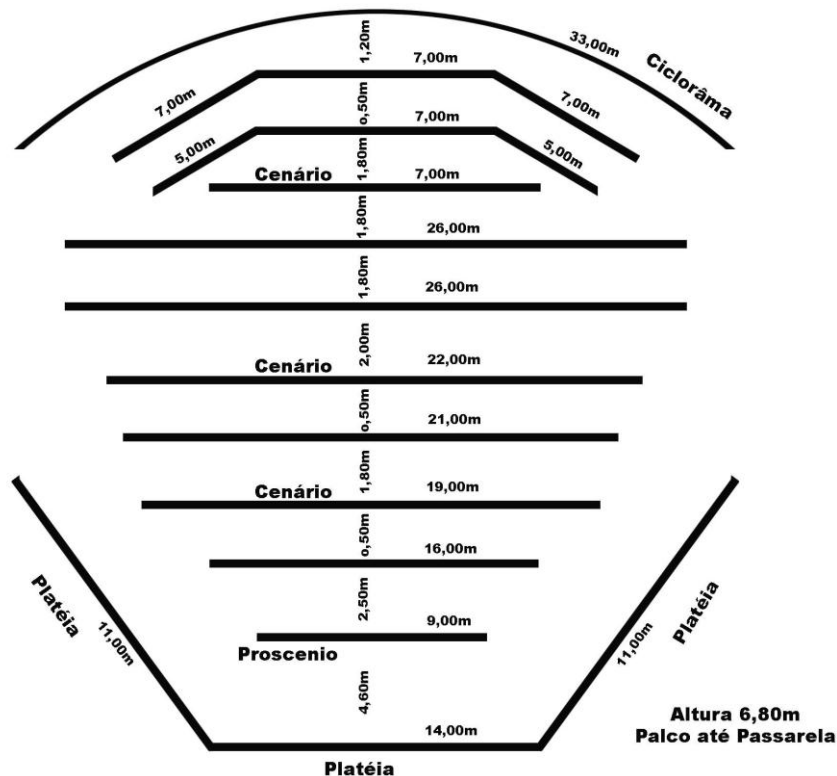 1,20m
33,00m
Ciclorâma
7,00m
7,00m
7,00m
o,50m
7,00m
5,00m
5,00m
Cenário
1,80m
7,00m
1,80m
26,00m
1,80m
26,00m
2,00m
Cenário
22,00m
o,50m
21,00m
1,80m
Cenário
19,00m
o,50m
16,00m
Platéia
11,00m
2,50m
9,00m
Proscenio
11,00m
Platéia
4,60m
14,00m
Platéia
Altura 6,80m
Palco até Passarela